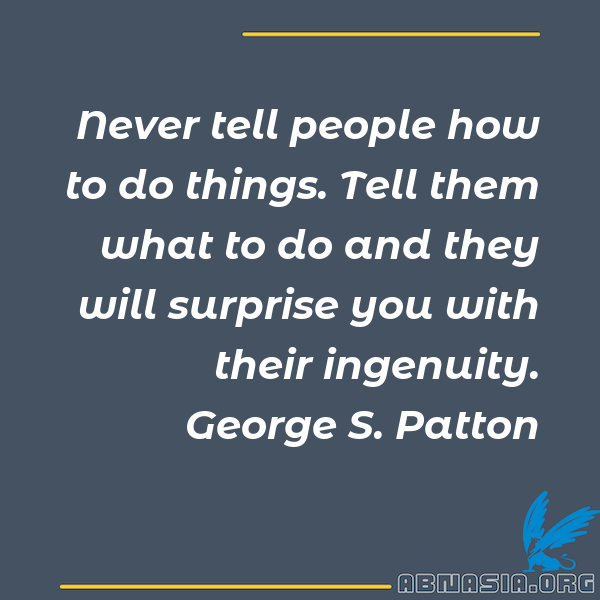 Never tell people how
to do things. Tell them
what to do and they
will surprise you with
their ingenuity.
George S. Patton
ABNASIA.ORG